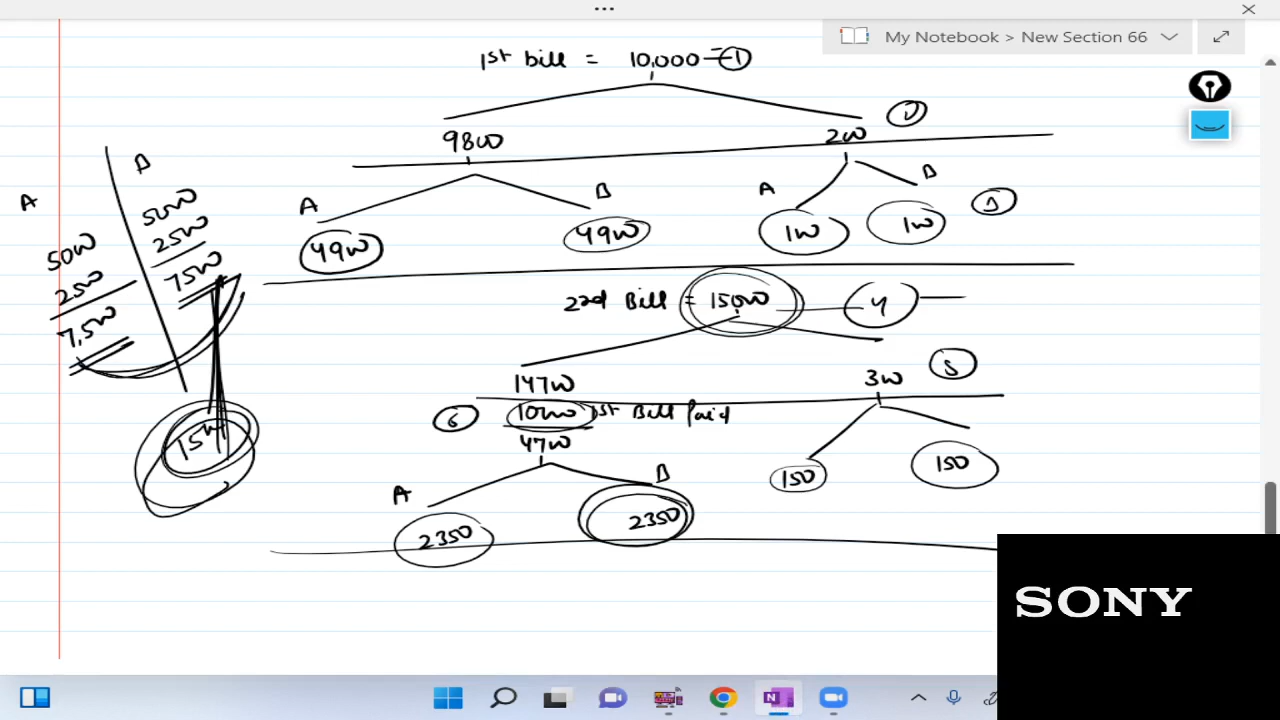 My Notebook > New Section 66
1st bill = 10,000 - ①
9800 200 ②
A B A B
4900 4900 100 100 ③
A B
5000 5000
2500 2500
7,500 7500
2nd Bill = 15000 4
14700 300 ⑤
⑥ 10000 1st Bill Paid
4700
A B
2350 2350 150 150
SONY